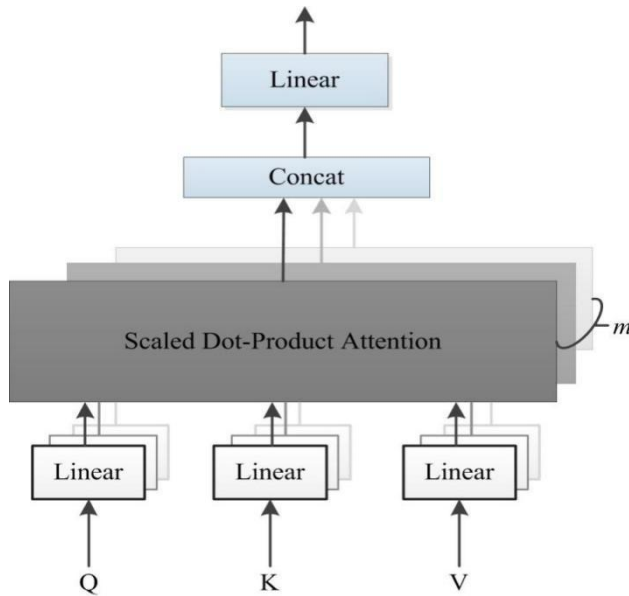 Linear
Concat
Scaled Dot-Product Attention
m
Linear Linear Linear
Q K V